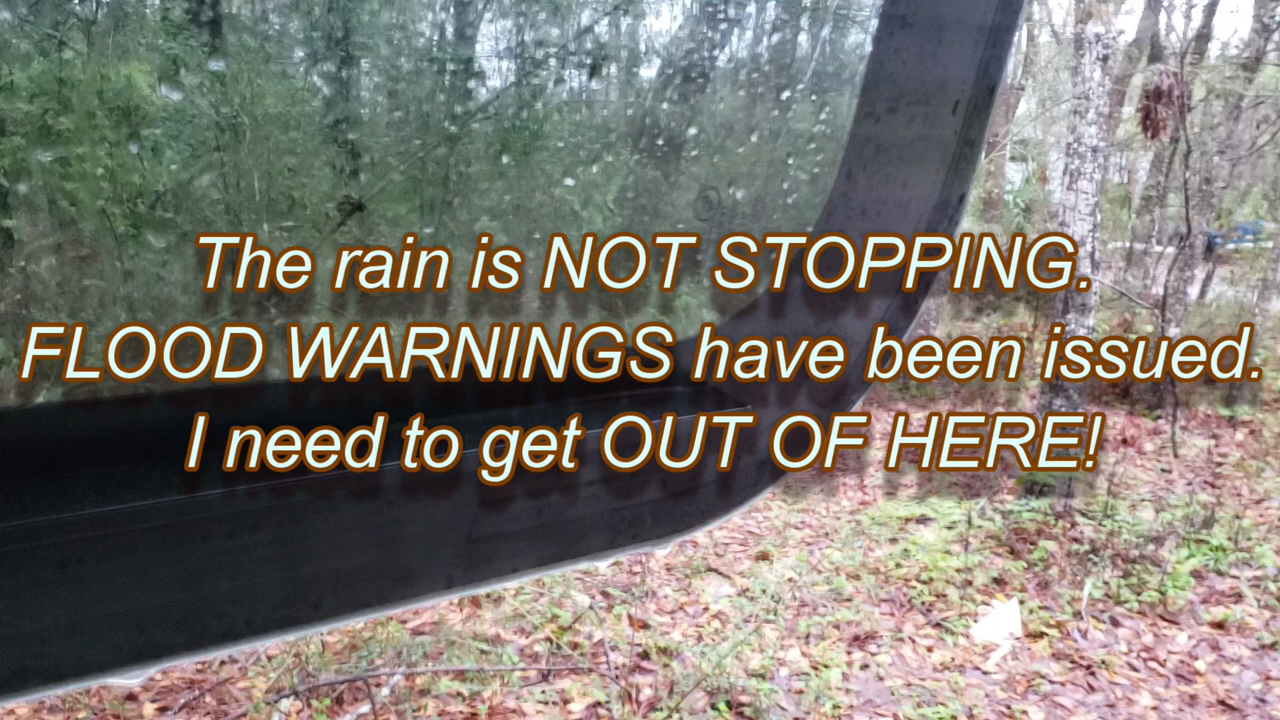 The rain is NOT STOPPING.
FLOOD WARNINGS have been issued.
I need to get OUT OF HERE!